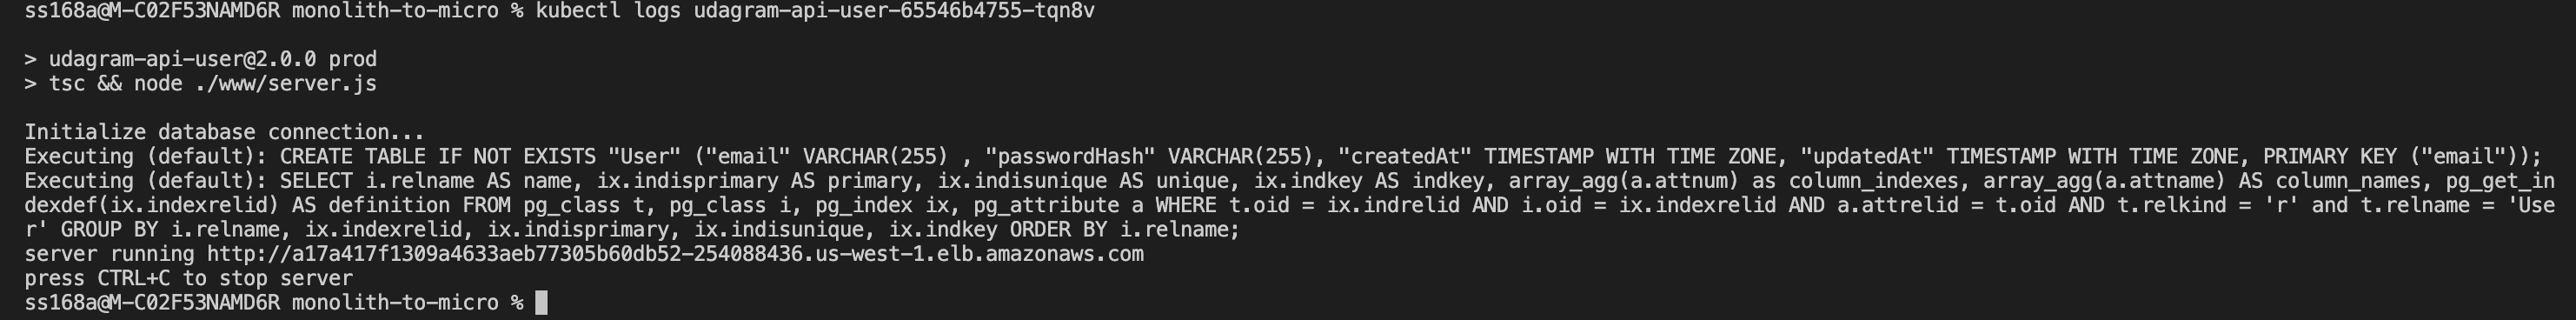 ss168a@M-C02F53NAMD6R monolith-to-micro % kubectl logs udagram-api-user-65546b4755-tqn8v
> udagram-api-user@2.0.0 prod
> tsc && node ./www/server.js
Initialize database connection...
Executing (default): CREATE TABLE IF NOT EXISTS "User" ("email" VARCHAR(255) , "passwordHash" VARCHAR(255), "createdAt" TIMESTAMP WITH TIME ZONE, "updatedAt" TIMESTAMP WITH TIME ZONE, PRIMARY KEY ("email"));
Executing (default): SELECT i.relname AS name, ix.indisprimary AS primary, ix.indisunique AS unique, ix.indkey AS indkey, array_agg(a.attnum) as column_indexes, array_agg(a.attname) AS column_names, pg_get_in
dexdef(ix.indexrelid) AS definition FROM pg_class t, pg_class i, pg_index ix, pg_attribute a WHERE t.oid = ix.indrelid AND i.oid = ix.indexrelid AND a.attrelid = t.oid AND t.relkind = 'r' and t.relname = 'Use
r' GROUP BY i.relname, ix.indexrelid, ix.indisprimary, ix.indisunique, ix.indkey ORDER BY i.relname;
server running http://a17a417f1309a4633aeb77305b60db52-254088436.us-west-1.elb.amazonaws.com
press CTRL+C to stop server
ss168a@M-C02F53NAMD6R monolith-to-micro %